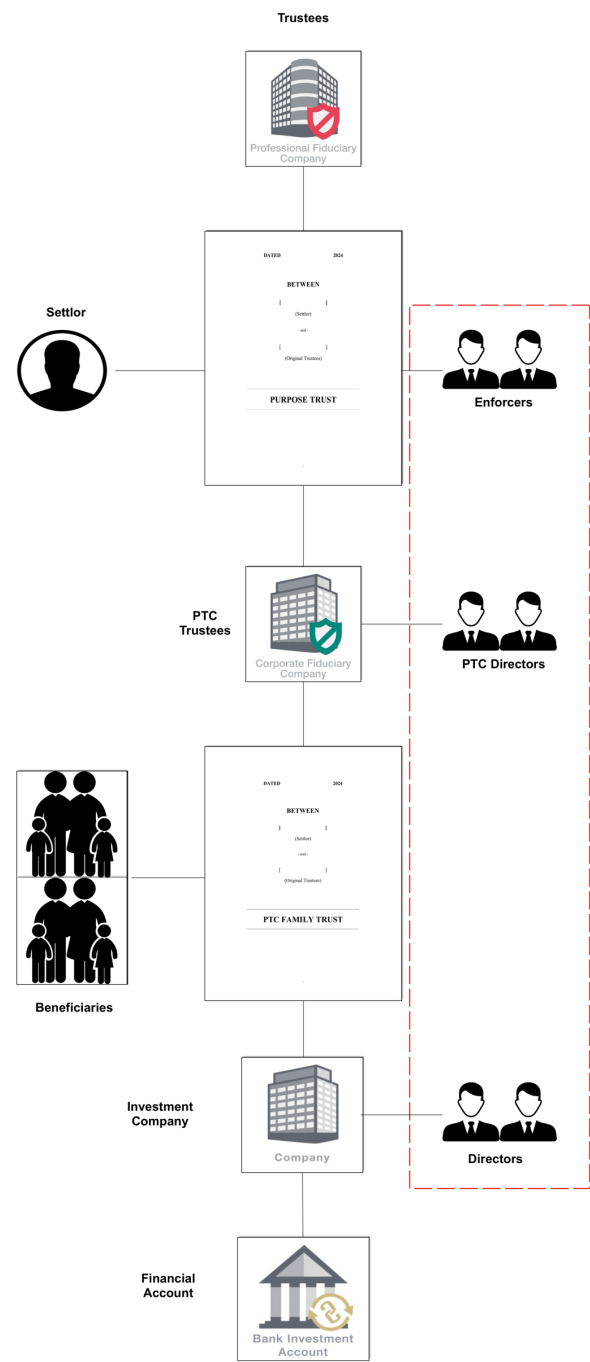 Trustees
Professional Fiduciary
Company
DATED 2024
BETWEEN
[ ]
(Settlor)
- and -
[ ]
(Original Trustees)
PURPOSE TRUST
Settlor
Enforcers
PTC
Trustees
Corporate Fiduciary
Company
PTC Directors
DATED 2024
BETWEEN
[ ]
(Settlor)
- and -
[ ]
(Original Trustees)
PTC FAMILY TRUST
Beneficiaries
Investment
Company
Company
Directors
Financial
Account
Bank Investment
Account